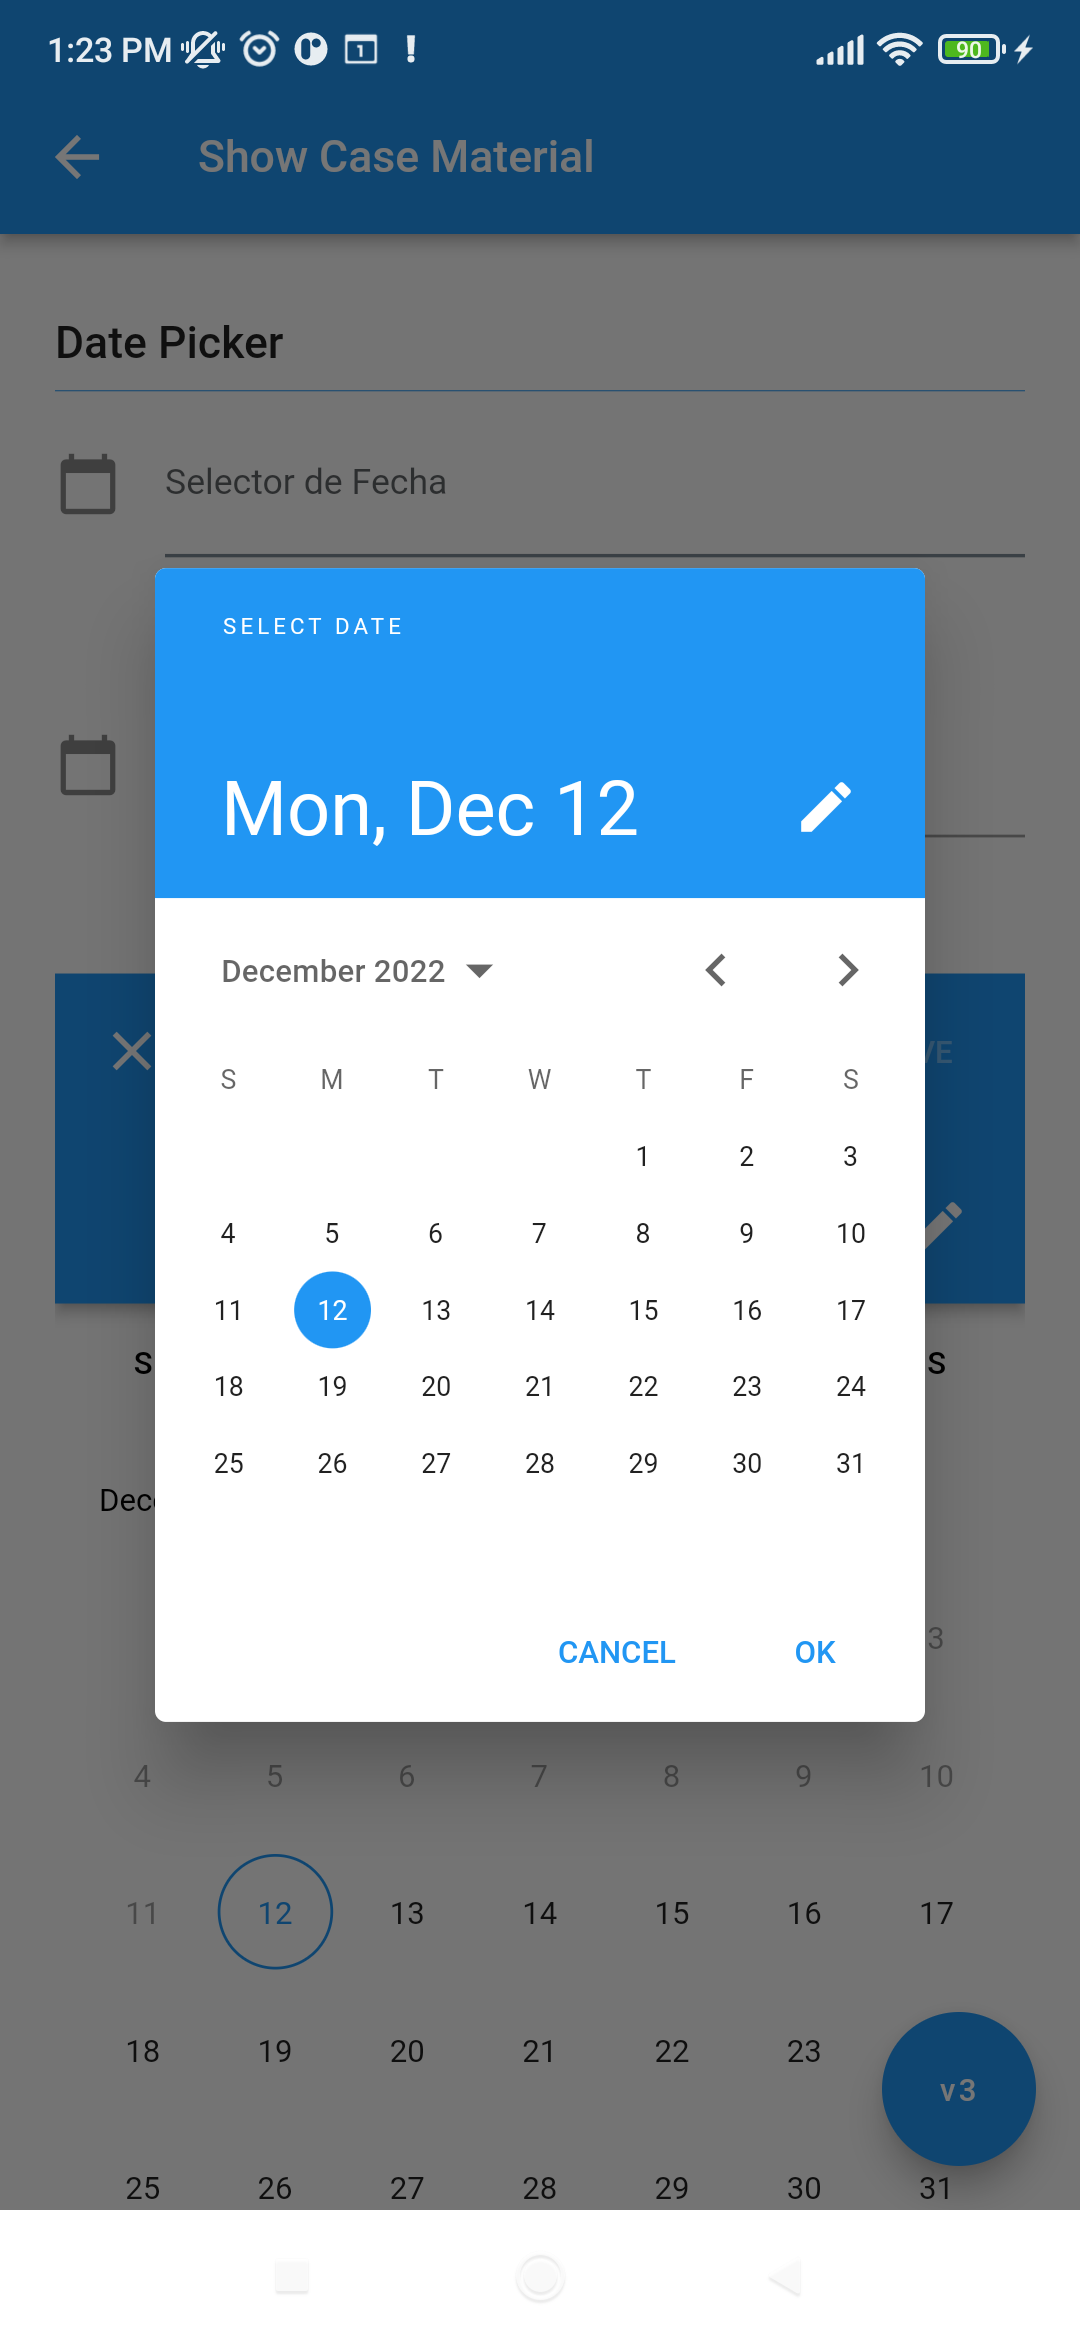 1:23 PM 1 90
Show Case Material
Date Picker
Selector de Fecha
SELECT DATE
Mon, Dec 12
December 2022
S M T W T F S
1 2 3
4 5 6 7 8 9 10
11 12 13 14 15 16 17
18 19 20 21 22 23 24
25 26 27 28 29 30 31
CANCEL OK
S S
3
4 5 6 7 8 9 10
11 12 13 14 15 16 17
18 19 20 21 22 23
v3
25 26 27 28 29 30 31